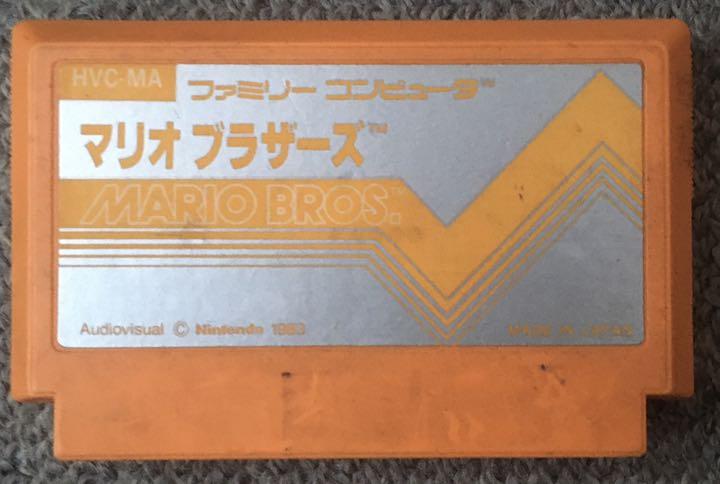 HVC-MA
ファミリー コンピュータ™
マリオ ブラザーズ™
MARIO BROS.™
Audiovisual © Nintendo 1983
MADE IN JAPAN